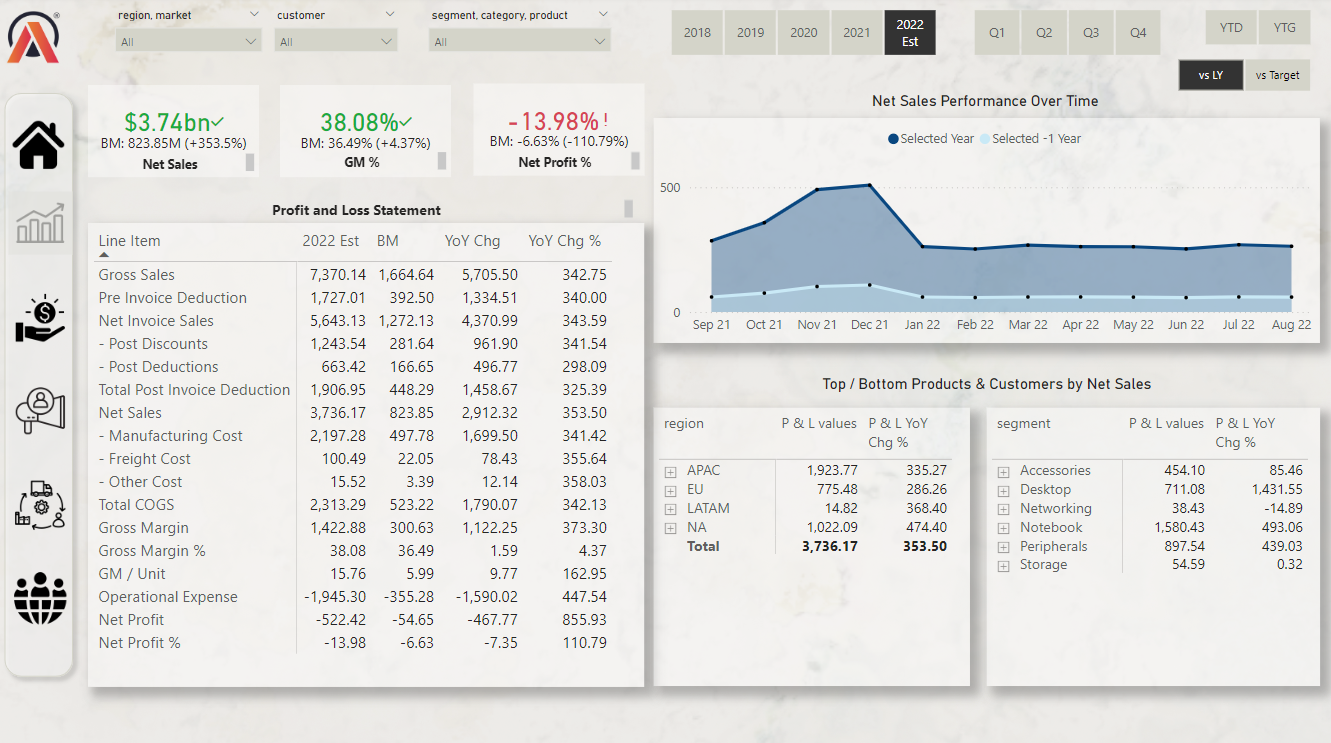 region, market
customer
segment, category, product
All
All
All
2018
2019
2020
2021
2022 Est
Q1
Q2
Q3
Q4
YTD
YTG
vs LY
vs Target
$3.74bn
BM: 823.85M (+353.5%)
Net Sales
38.08%
BM: 36.49% (+4.37%)
GM %
-13.98% !
BM: -6.63% (-110.79%)
Net Profit %
Net Sales Performance Over Time
Selected Year Selected -1 Year
500
0
Sep 21 Oct 21 Nov 21 Dec 21 Jan 22 Feb 22 Mar 22 Apr 22 May 22 Jun 22 Jul 22 Aug 22
Profit and Loss Statement
Line Item 2022 Est BM YoY Chg YoY Chg %
Gross Sales 7,370.14 1,664.64 5,705.50 342.75
Pre Invoice Deduction 1,727.01 392.50 1,334.51 340.00
Net Invoice Sales 5,643.13 1,272.13 4,370.99 343.59
- Post Discounts 1,243.54 281.64 961.90 341.54
- Post Deductions 663.42 166.65 496.77 298.09
Total Post Invoice Deduction 1,906.95 448.29 1,458.67 325.39
Net Sales 3,736.17 823.85 2,912.32 353.50
- Manufacturing Cost 2,197.28 497.78 1,699.50 341.42
- Freight Cost 100.49 22.05 78.43 355.64
- Other Cost 15.52 3.39 12.14 358.03
Total COGS 2,313.29 523.22 1,790.07 342.13
Gross Margin 1,422.88 300.63 1,122.25 373.30
Gross Margin % 38.08 36.49 1.59 4.37
GM / Unit 15.76 5.99 9.77 162.95
Operational Expense -1,945.30 -355.28 -1,590.02 447.54
Net Profit -522.42 -54.65 -467.77 855.93
Net Profit % -13.98 -6.63 -7.35 110.79
Top / Bottom Products & Customers by Net Sales
region P & L values P & L YoY
Chg %
APAC 1,923.77 335.27
EU 775.48 286.26
LATAM 14.82 368.40
NA 1,022.09 474.40
Total 3,736.17 353.50
segment P & L values P & L YoY
Chg %
Accessories 454.10 85.46
Desktop 711.08 1,431.55
Networking 38.43 -14.89
Notebook 1,580.43 493.06
Peripherals 897.54 439.03
Storage 54.59 0.32